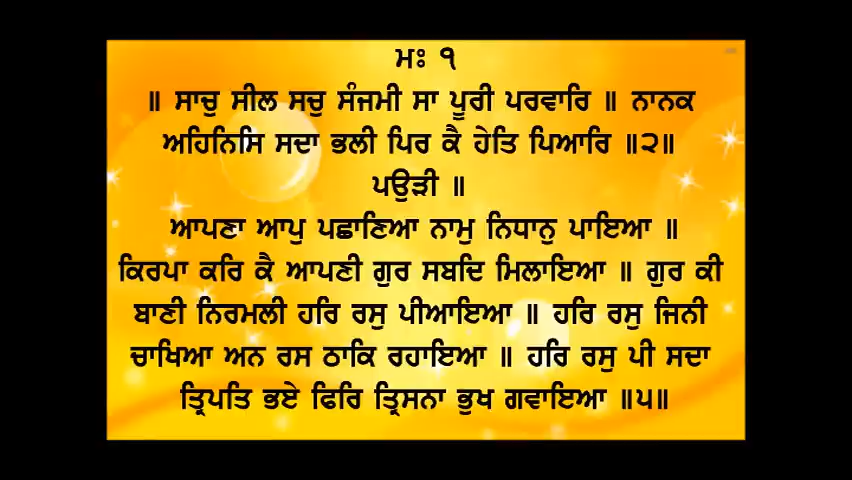 ਮਃ ੧
॥ ਸਾਚੁ ਸੀਲ ਸਚੁ ਸੰਜਮੀ ਸਾ ਪੂਰੀ ਪਰਵਾਰਿ ॥ ਨਾਨਕ
ਅਹਿਨਿਸਿ ਸਦਾ ਭਲੀ ਪਿਰ ਕੈ ਹੇਤਿ ਪਿਆਰਿ ॥੨॥
ਪਉੜੀ ॥
ਆਪਣਾ ਆਪੁ ਪਛਾਣਿਆ ਨਾਮੁ ਨਿਧਾਨੁ ਪਾਇਆ ॥
ਕਿਰਪਾ ਕਰਿ ਕੈ ਆਪਣੀ ਗੁਰ ਸਬਦਿ ਮਿਲਾਇਆ ॥ ਗੁਰ ਕੀ
ਬਾਣੀ ਨਿਰਮਲੀ ਹਰਿ ਰਸੁ ਪੀਆਇਆ ॥ ਹਰਿ ਰਸੁ ਜਿਨੀ
ਚਾਖਿਆ ਅਨ ਰਸ ਠਾਕਿ ਰਹਾਇਆ ॥ ਹਰਿ ਰਸੁ ਪੀ ਸਦਾ
ਤ੍ਰਿਪਤਿ ਭਏ ਫਿਰਿ ਤ੍ਰਿਸਨਾ ਭੁਖ ਗਵਾਇਆ ॥੫॥